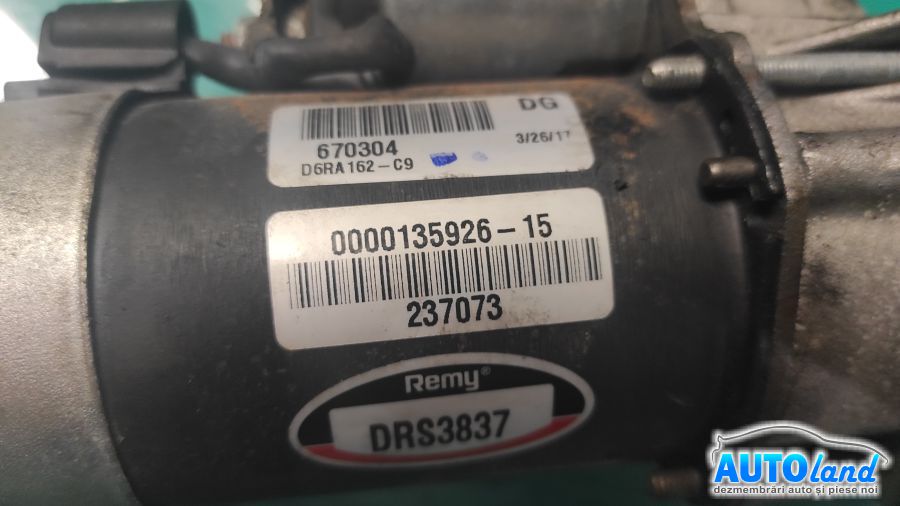 DG
670304
3/26/17
D6RA162-C9
0000135926-15
237073
Remy®
DRS3837
AUTOland
dezmembrări auto și piese noi